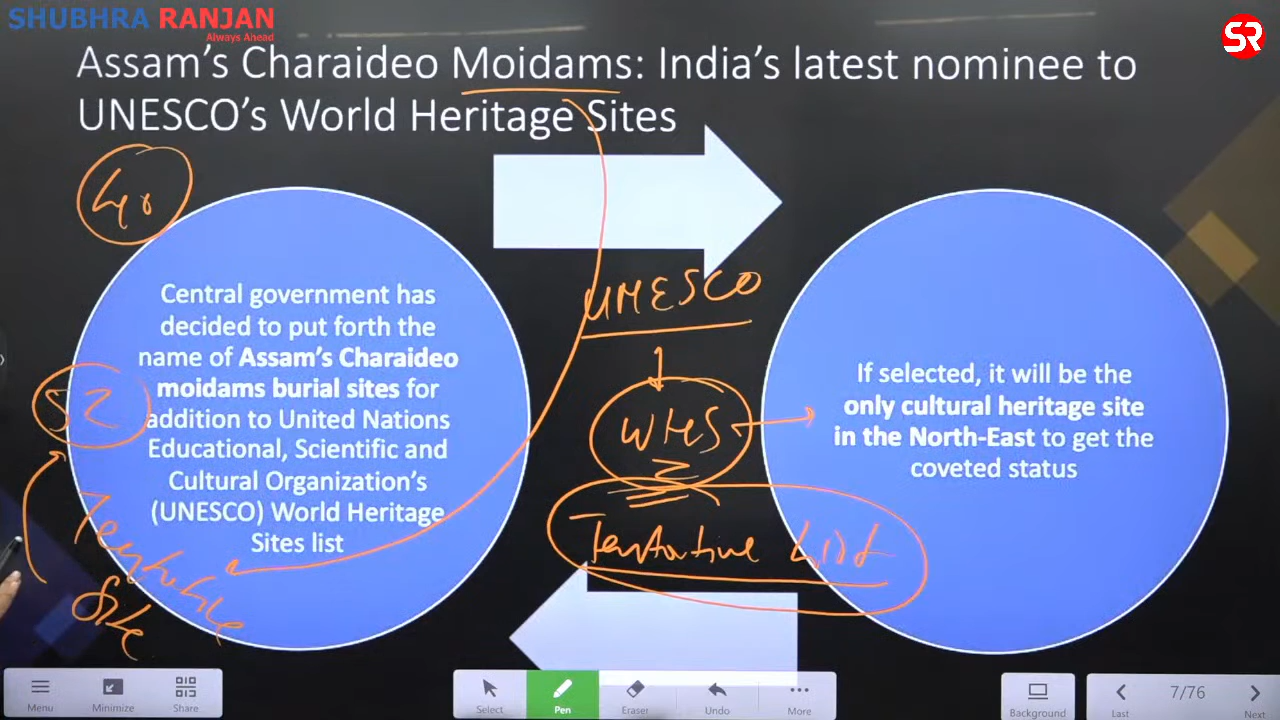 SHUBHRA RANJAN
Always Ahead
SR
Assam's Charaideo Moidams: India's latest nominee to
UNESCO's World Heritage Sites
40
Central government has
decided to put forth the
name of Assam's Charaideo
moidams burial sites for
addition to United Nations
Educational, Scientific and
Cultural Organization's
(UNESCO) World Heritage
Sites list
52
Tentative
Site
UNESCO
WHS
Tentative List
If selected, it will be the
only cultural heritage site
in the North-East to get the
coveted status
Menu
Minimize
Share
Select
Pen
Eraser
Undo
More
Background
Last
7/76
Next